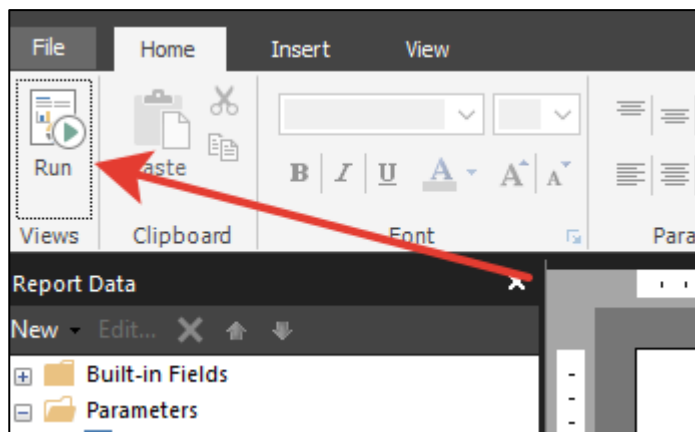 File Home Insert View
Run
aste
B I U A A A
Views Clipboard Font Para
Report Data
New Edit...
Built-in Fields
Parameters